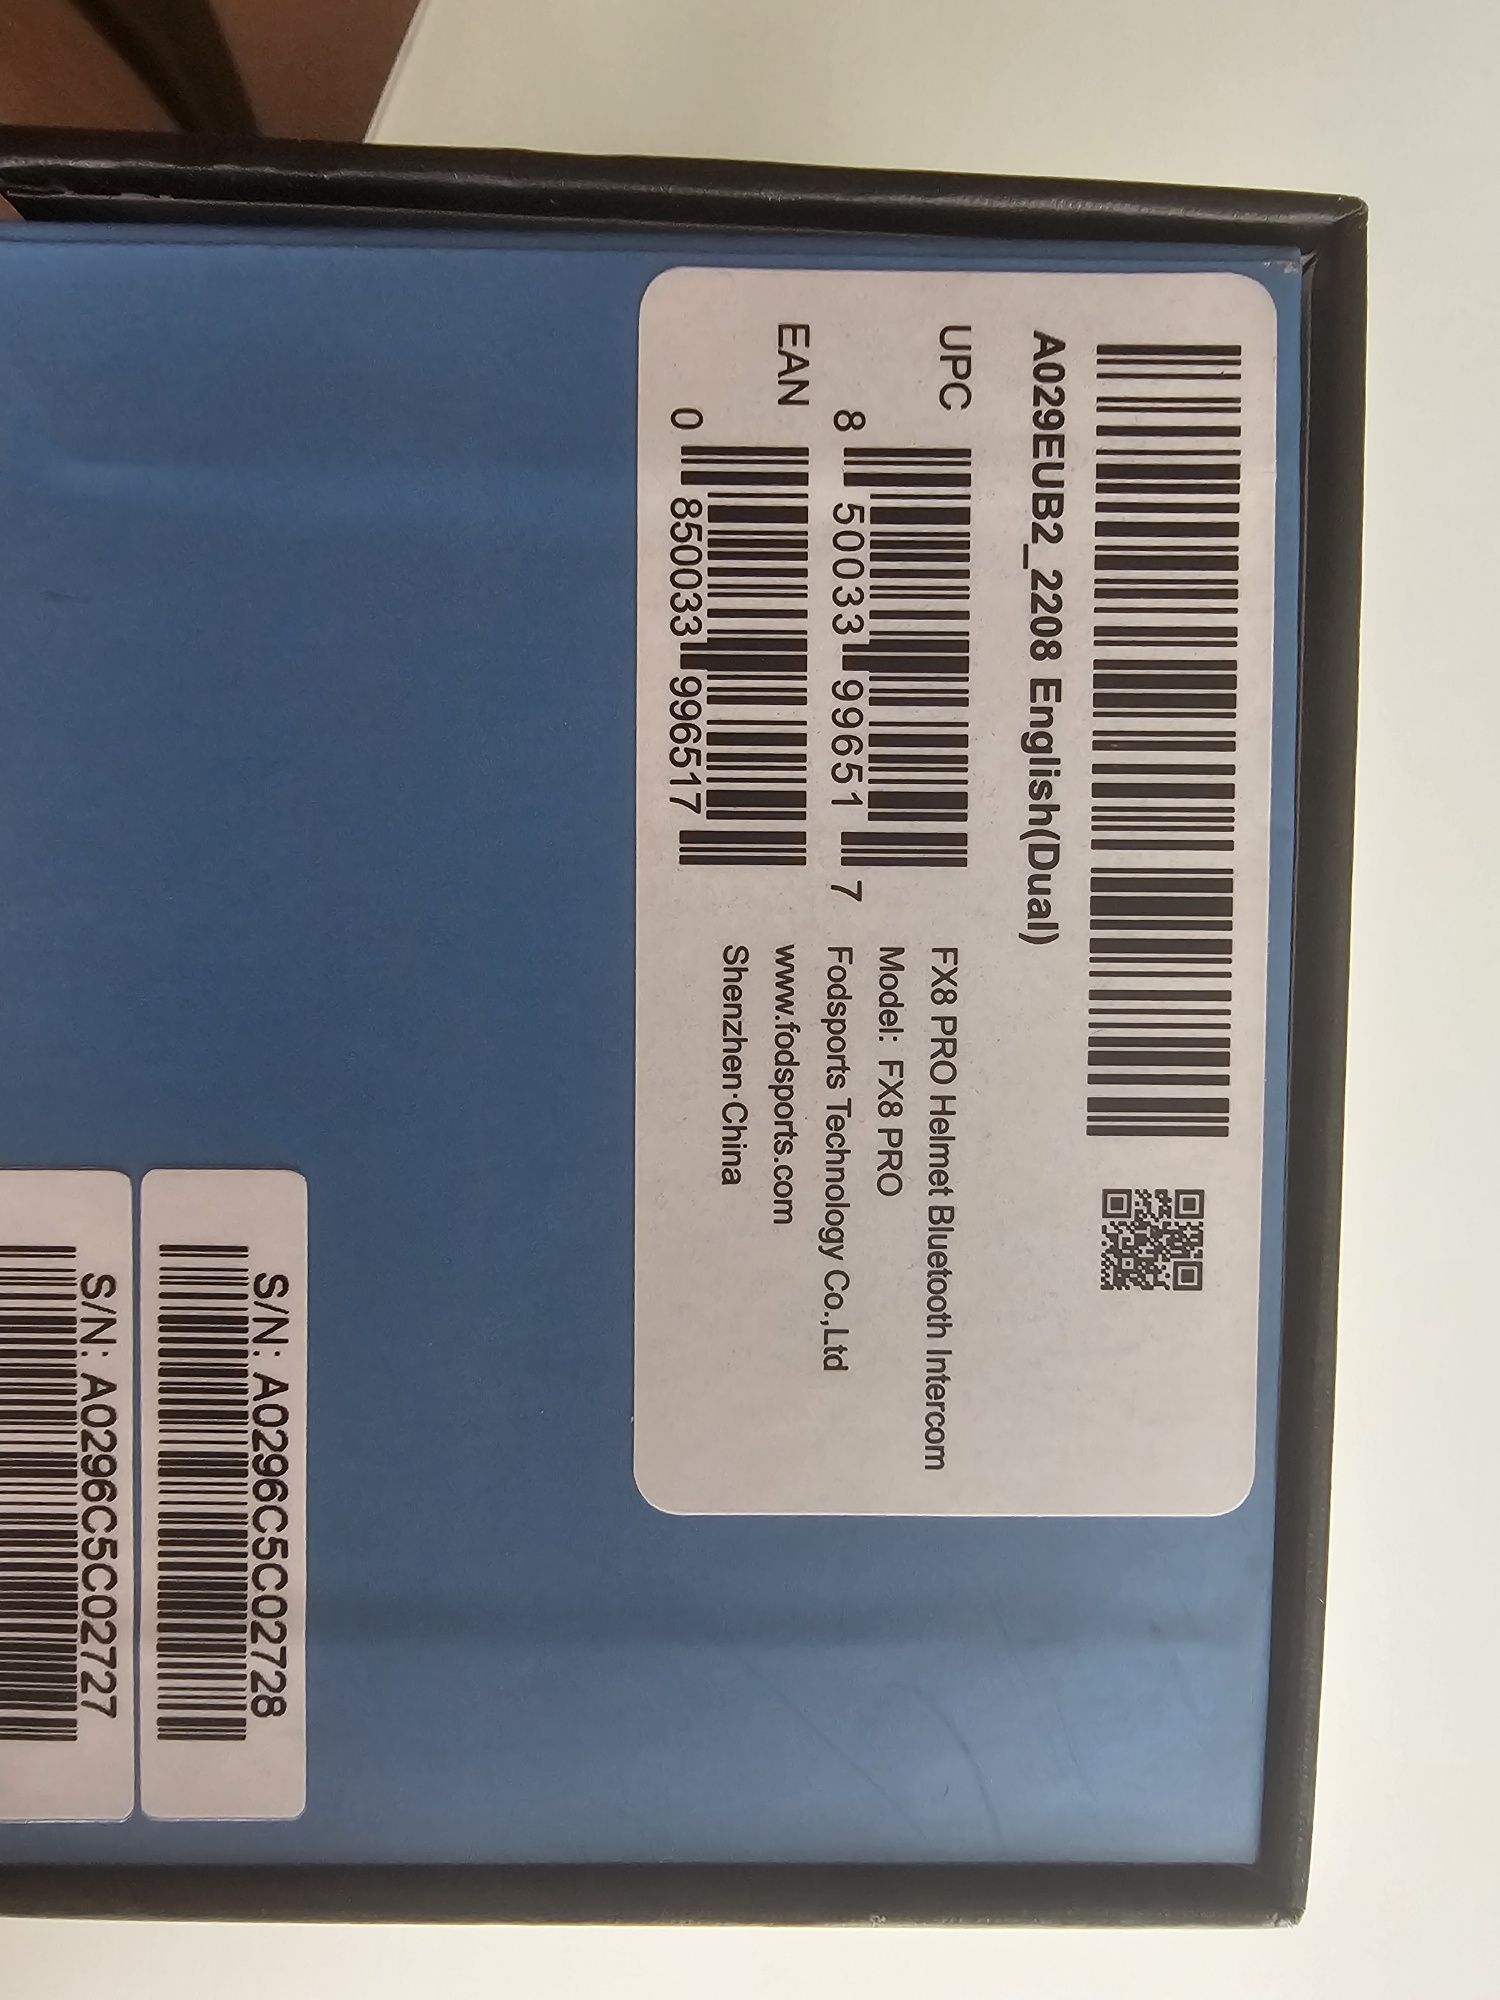 A029EUB2_2208 English(Dual)
UPC
8 50033 99651 7
EAN
0 850033 996517
FX8 PRO Helmet Bluetooth Intercom
Model: FX8 PRO
Fodsports Technology Co.,Ltd
www.fodsports.com
Shenzhen·China
S/N: A0296C5C02728
S/N: A0296C5C02727